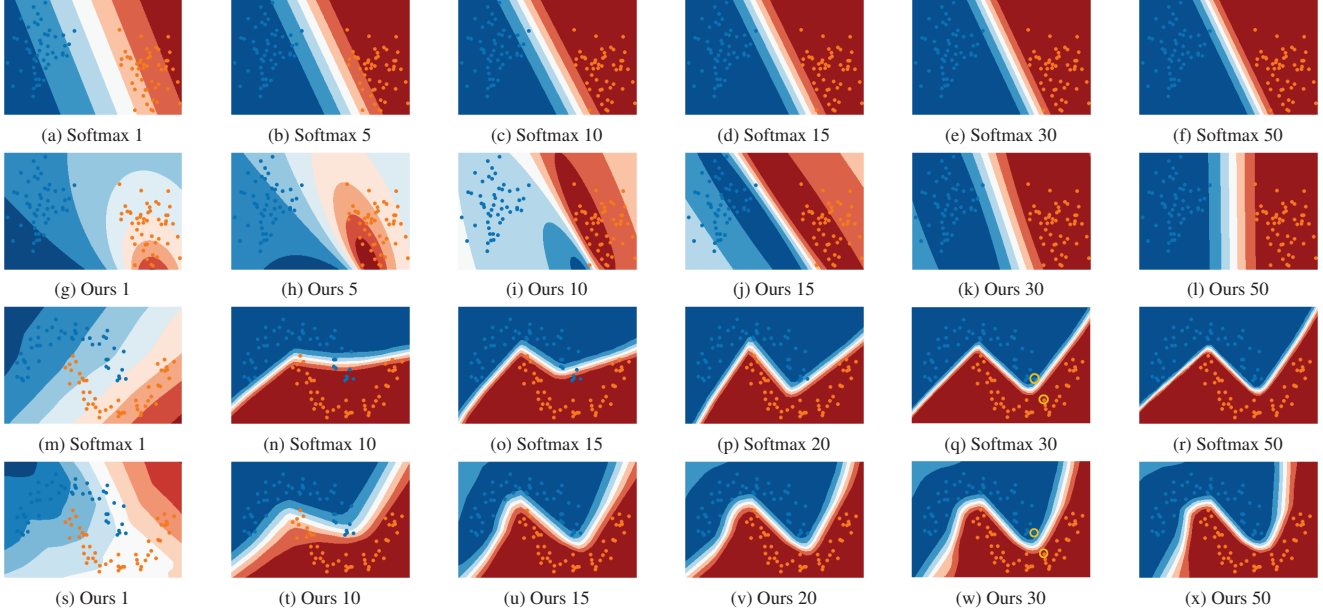 (a) Softmax 1 (b) Softmax 5 (c) Softmax 10 (d) Softmax 15 (e) Softmax 30 (f) Softmax 50
(g) Ours 1 (h) Ours 5 (i) Ours 10 (j) Ours 15 (k) Ours 30 (l) Ours 50
(m) Softmax 1 (n) Softmax 10 (o) Softmax 15 (p) Softmax 20 (q) Softmax 30 (r) Softmax 50
(s) Ours 1 (t) Ours 10 (u) Ours 15 (v) Ours 20 (w) Ours 30 (x) Ours 50